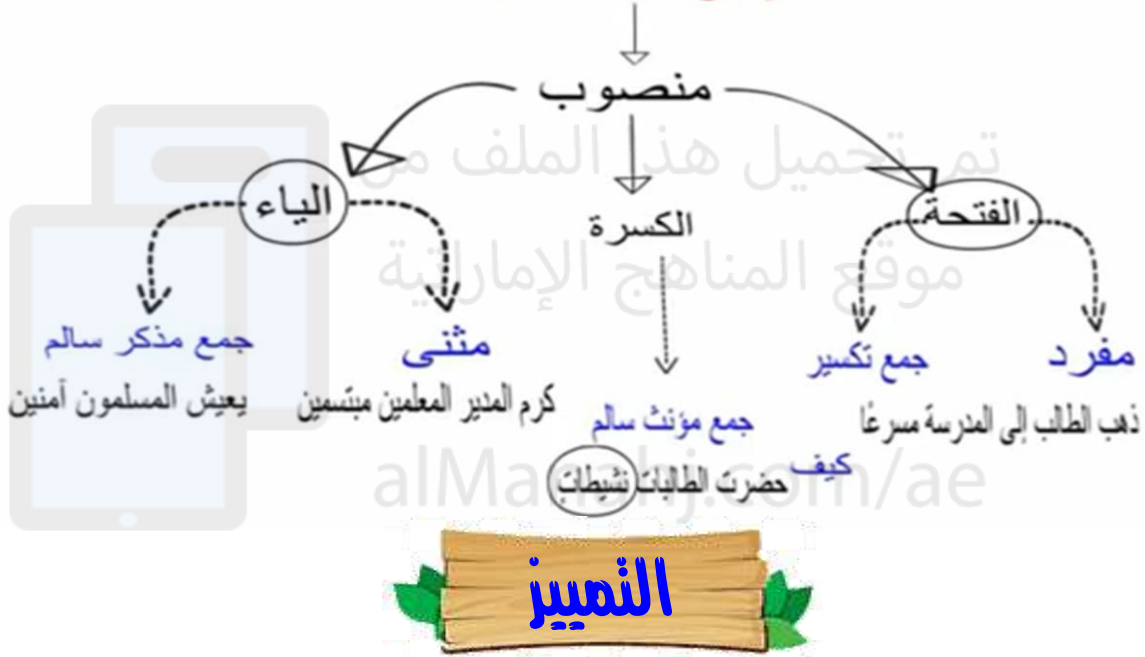 منصوب
الفتحة
الكسرة
الياء
مفرد
جمع تكسير
ذهب الطالب إلى المدرسة مسرعًا
جمع مؤنث سالم
كيف
حضرت الطالبات نشيطاتٍ
مثنى
كرم المدير المعلمين مبتسمين
جمع مذكر سالم
يعيش المسلمون آمنين
تم تحميل هذا الملف من
موقع المناهج الإماراتية
alManahj.com/ae
التمييز